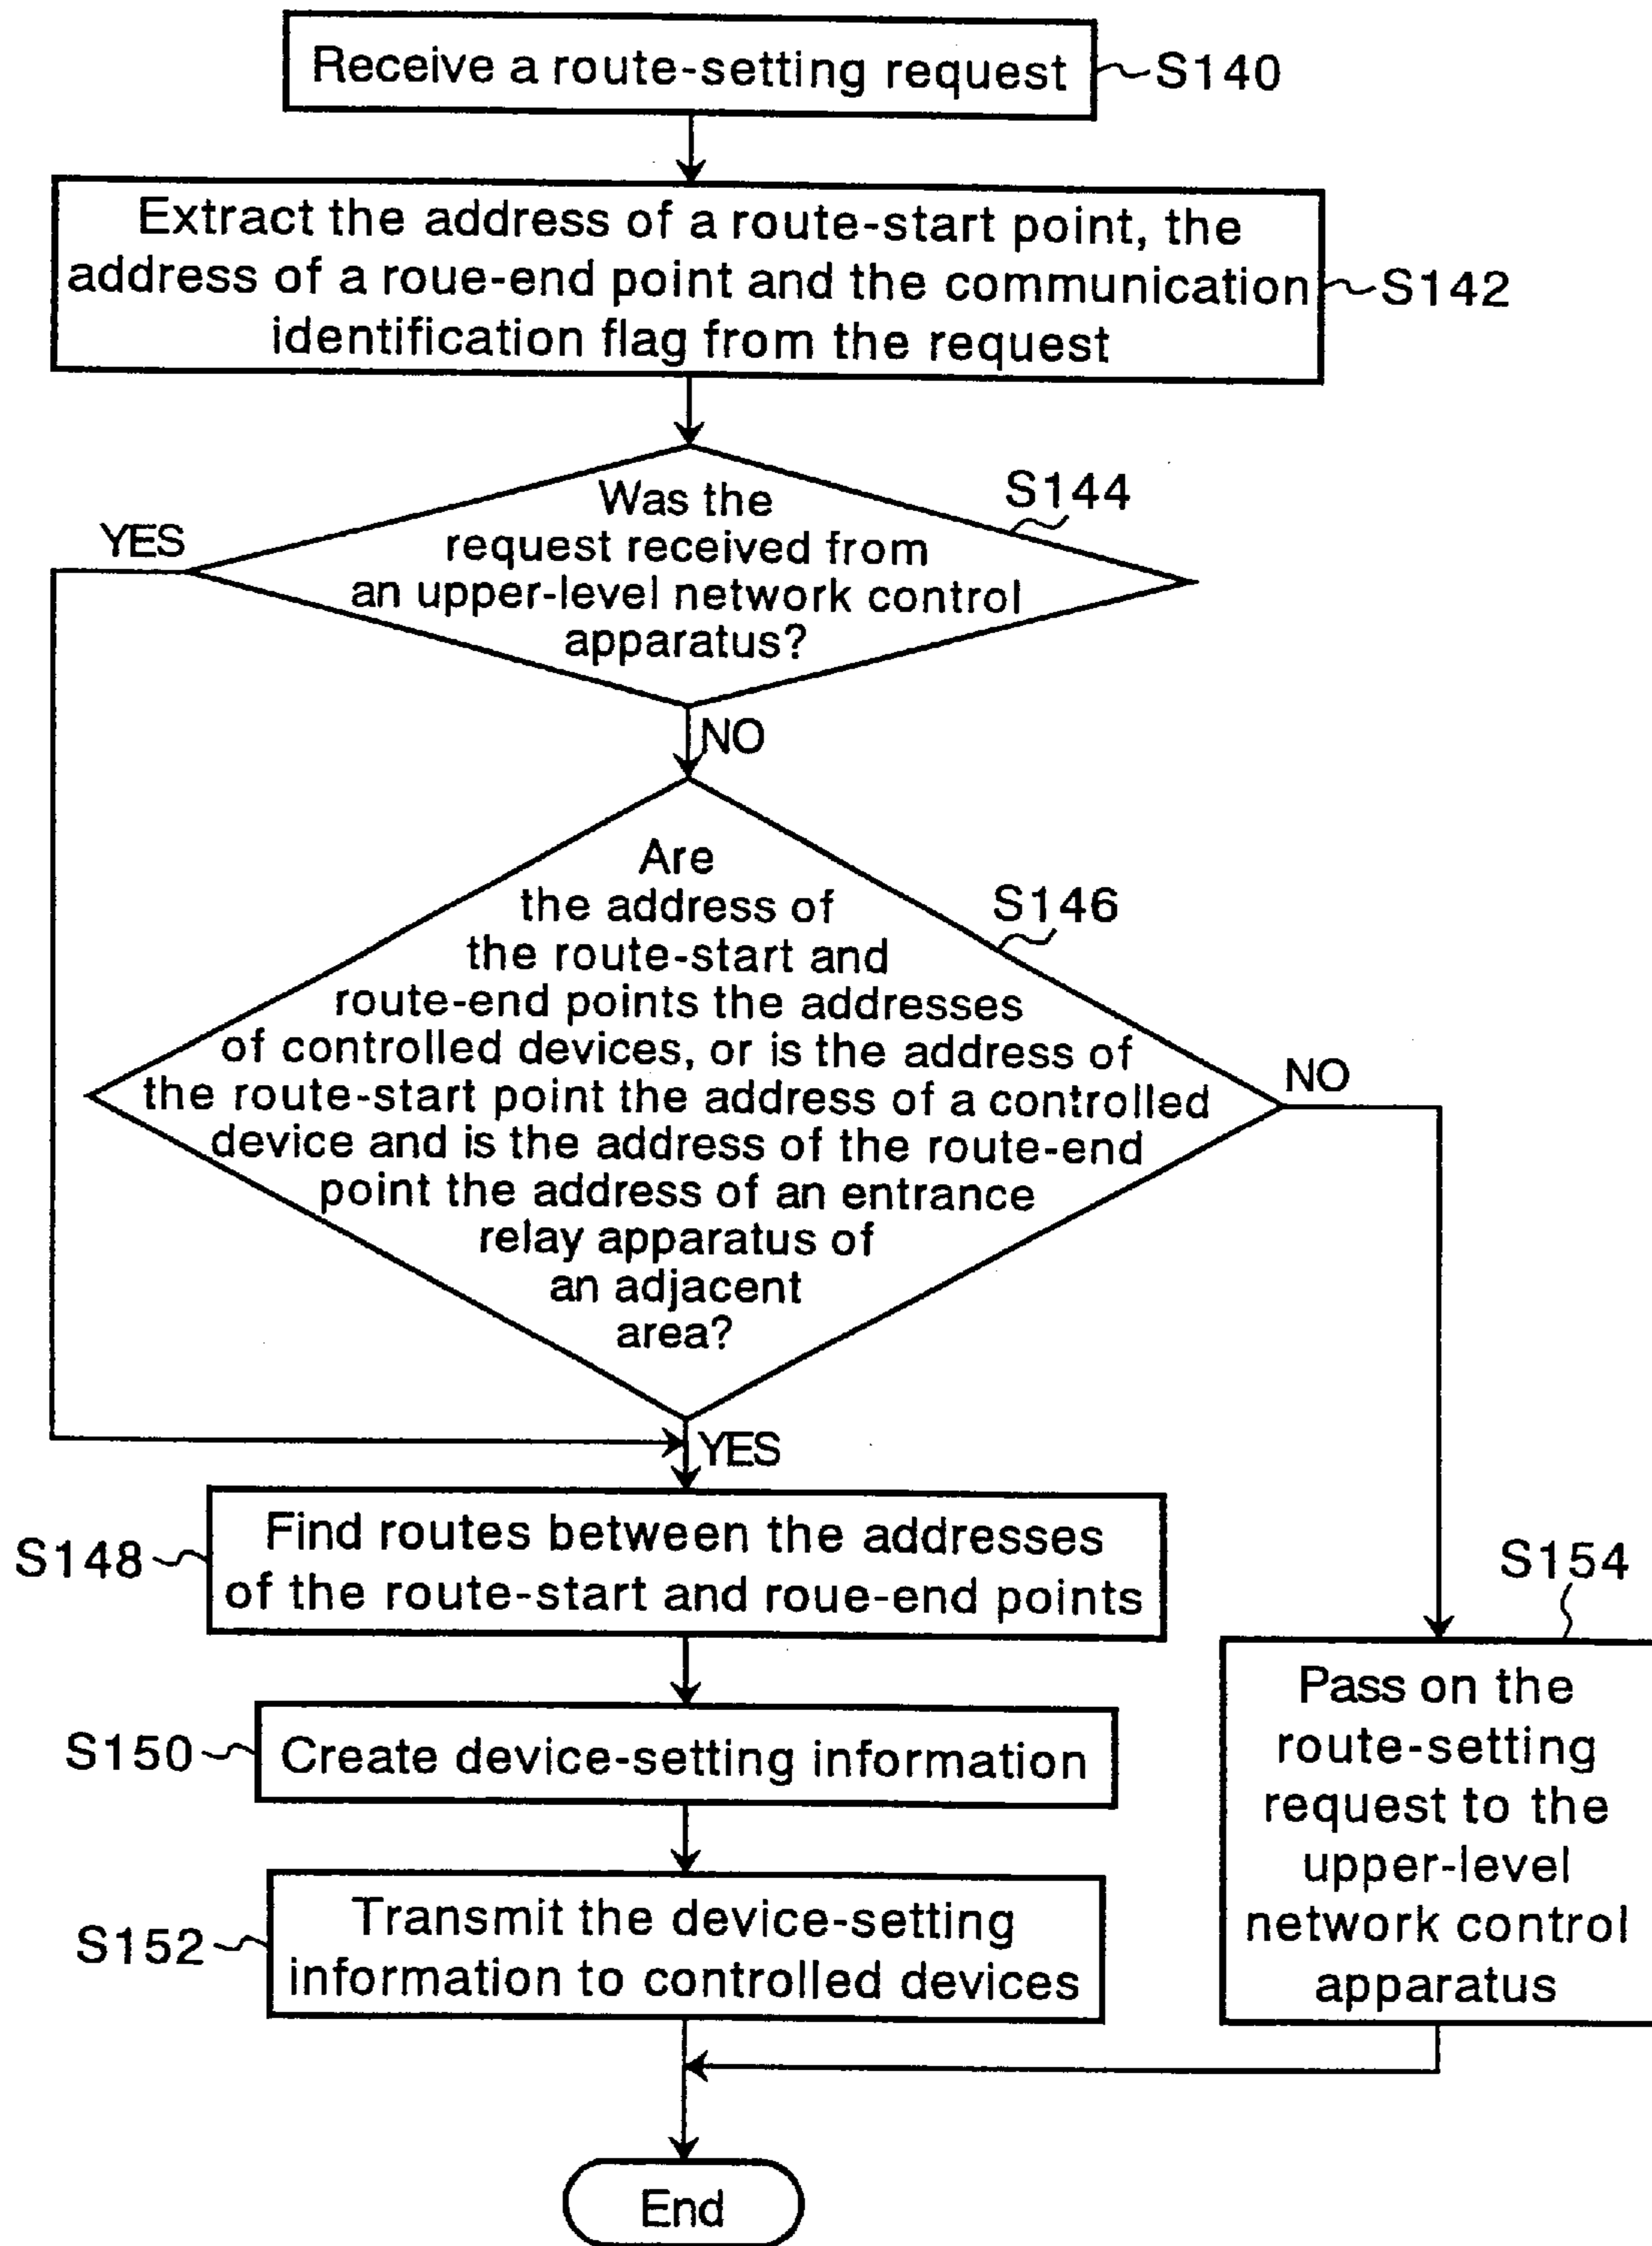 Receive a route-setting request
S140
Extract the address of a route-start point, the
address of a roue-end point and the communication
identification flag from the request
S142
Was the
request received from
an upper-level network control
apparatus?
S144
YES
NO
Are
the address of
the route-start and
route-end points the addresses
of controlled devices, or is the address of
the route-start point the address of a controlled
device and is the address of the route-end
point the address of an entrance
relay apparatus of
an adjacent
area?
S146
NO
YES
S148
Find routes between the addresses
of the route-start and roue-end points
S150
Create device-setting information
S152
Transmit the device-setting
information to controlled devices
S154
Pass on the
route-setting
request to the
upper-level
network control
apparatus
End